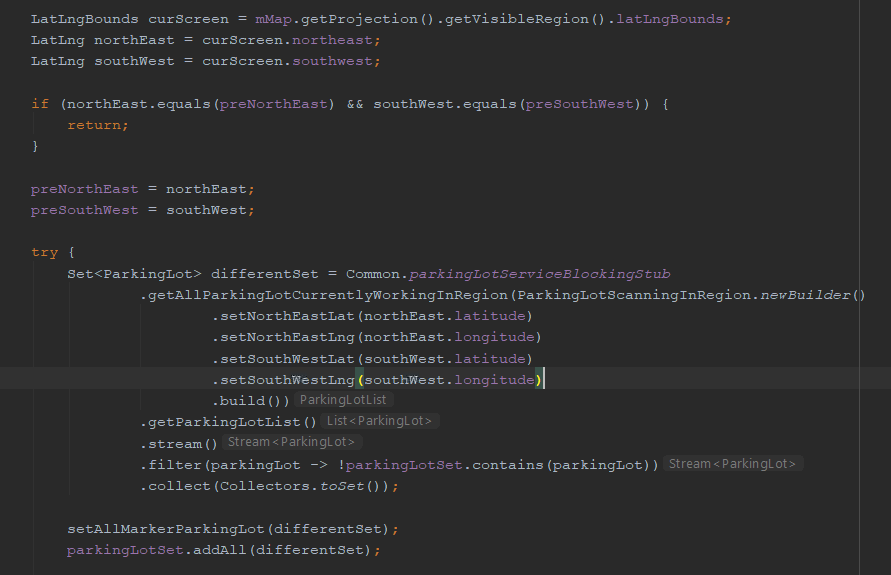 LatLngBounds curScreen = mMap.getProjection().getVisibleRegion().latLngBounds;
LatLng northEast = curScreen.northeast;
LatLng southWest = curScreen.southwest;
if (northEast.equals(preNorthEast) && southWest.equals(preSouthWest)) {
return;
}
preNorthEast = northEast;
preSouthWest = southWest;
try {
Set<ParkingLot> differentSet = Common.parkingLotServiceBlockingStub
.getAllParkingLotCurrentlyWorkingInRegion(ParkingLotScanningInRegion.newBuilder()
.setNorthEastLat(northEast.latitude)
.setNorthEastLng(northEast.longitude)
.setSouthWestLat(southWest.latitude)
.setSouthWestLng(southWest.longitude)
.build()) ParkingLotList
.getParkingLotList() List<ParkingLot>
.stream() Stream<ParkingLot>
.filter(parkingLot -> !parkingLotSet.contains(parkingLot)) Stream<ParkingLot>
.collect(Collectors.toSet());
setAllMarkerParkingLot(differentSet);
parkingLotSet.addAll(differentSet);